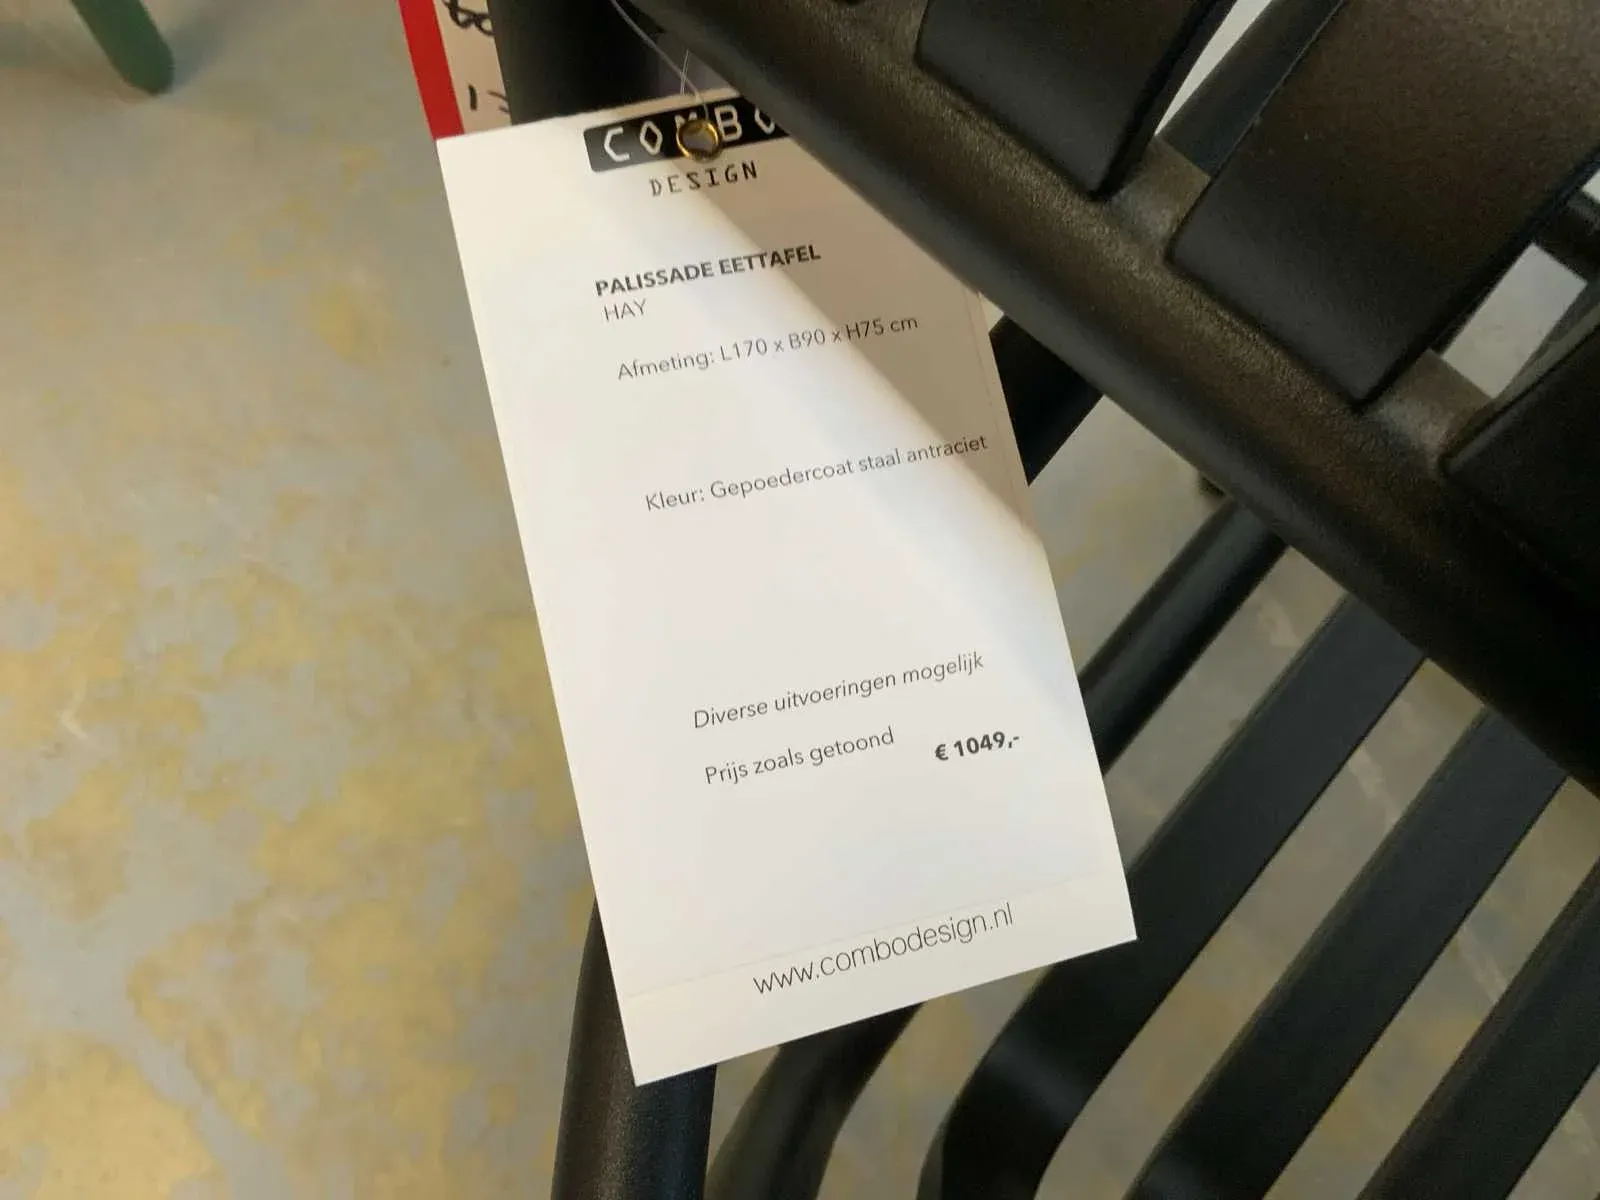 COMBO
DESIGN
PALISSADE EETTAFEL
HAY
Afmeting: L170 x B90 x H75 cm
Kleur: Gepoedercoat staal antraciet
Diverse uitvoeringen mogelijk
Prijs zoals getoond € 1049,-
www.combodesign.nl